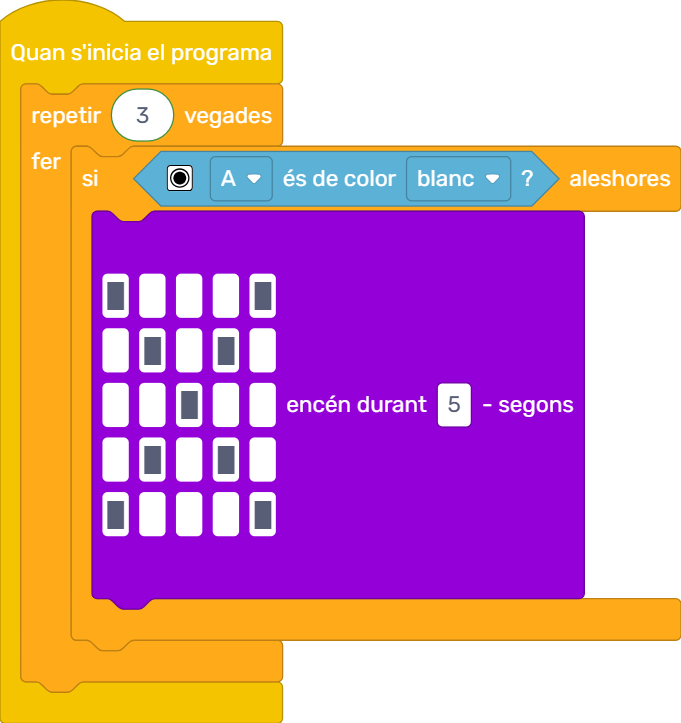 Quan s'inicia el programa
repetir 3 vegades
fer
si A és de color blanc ? aleshores
encén durant 5 - segons